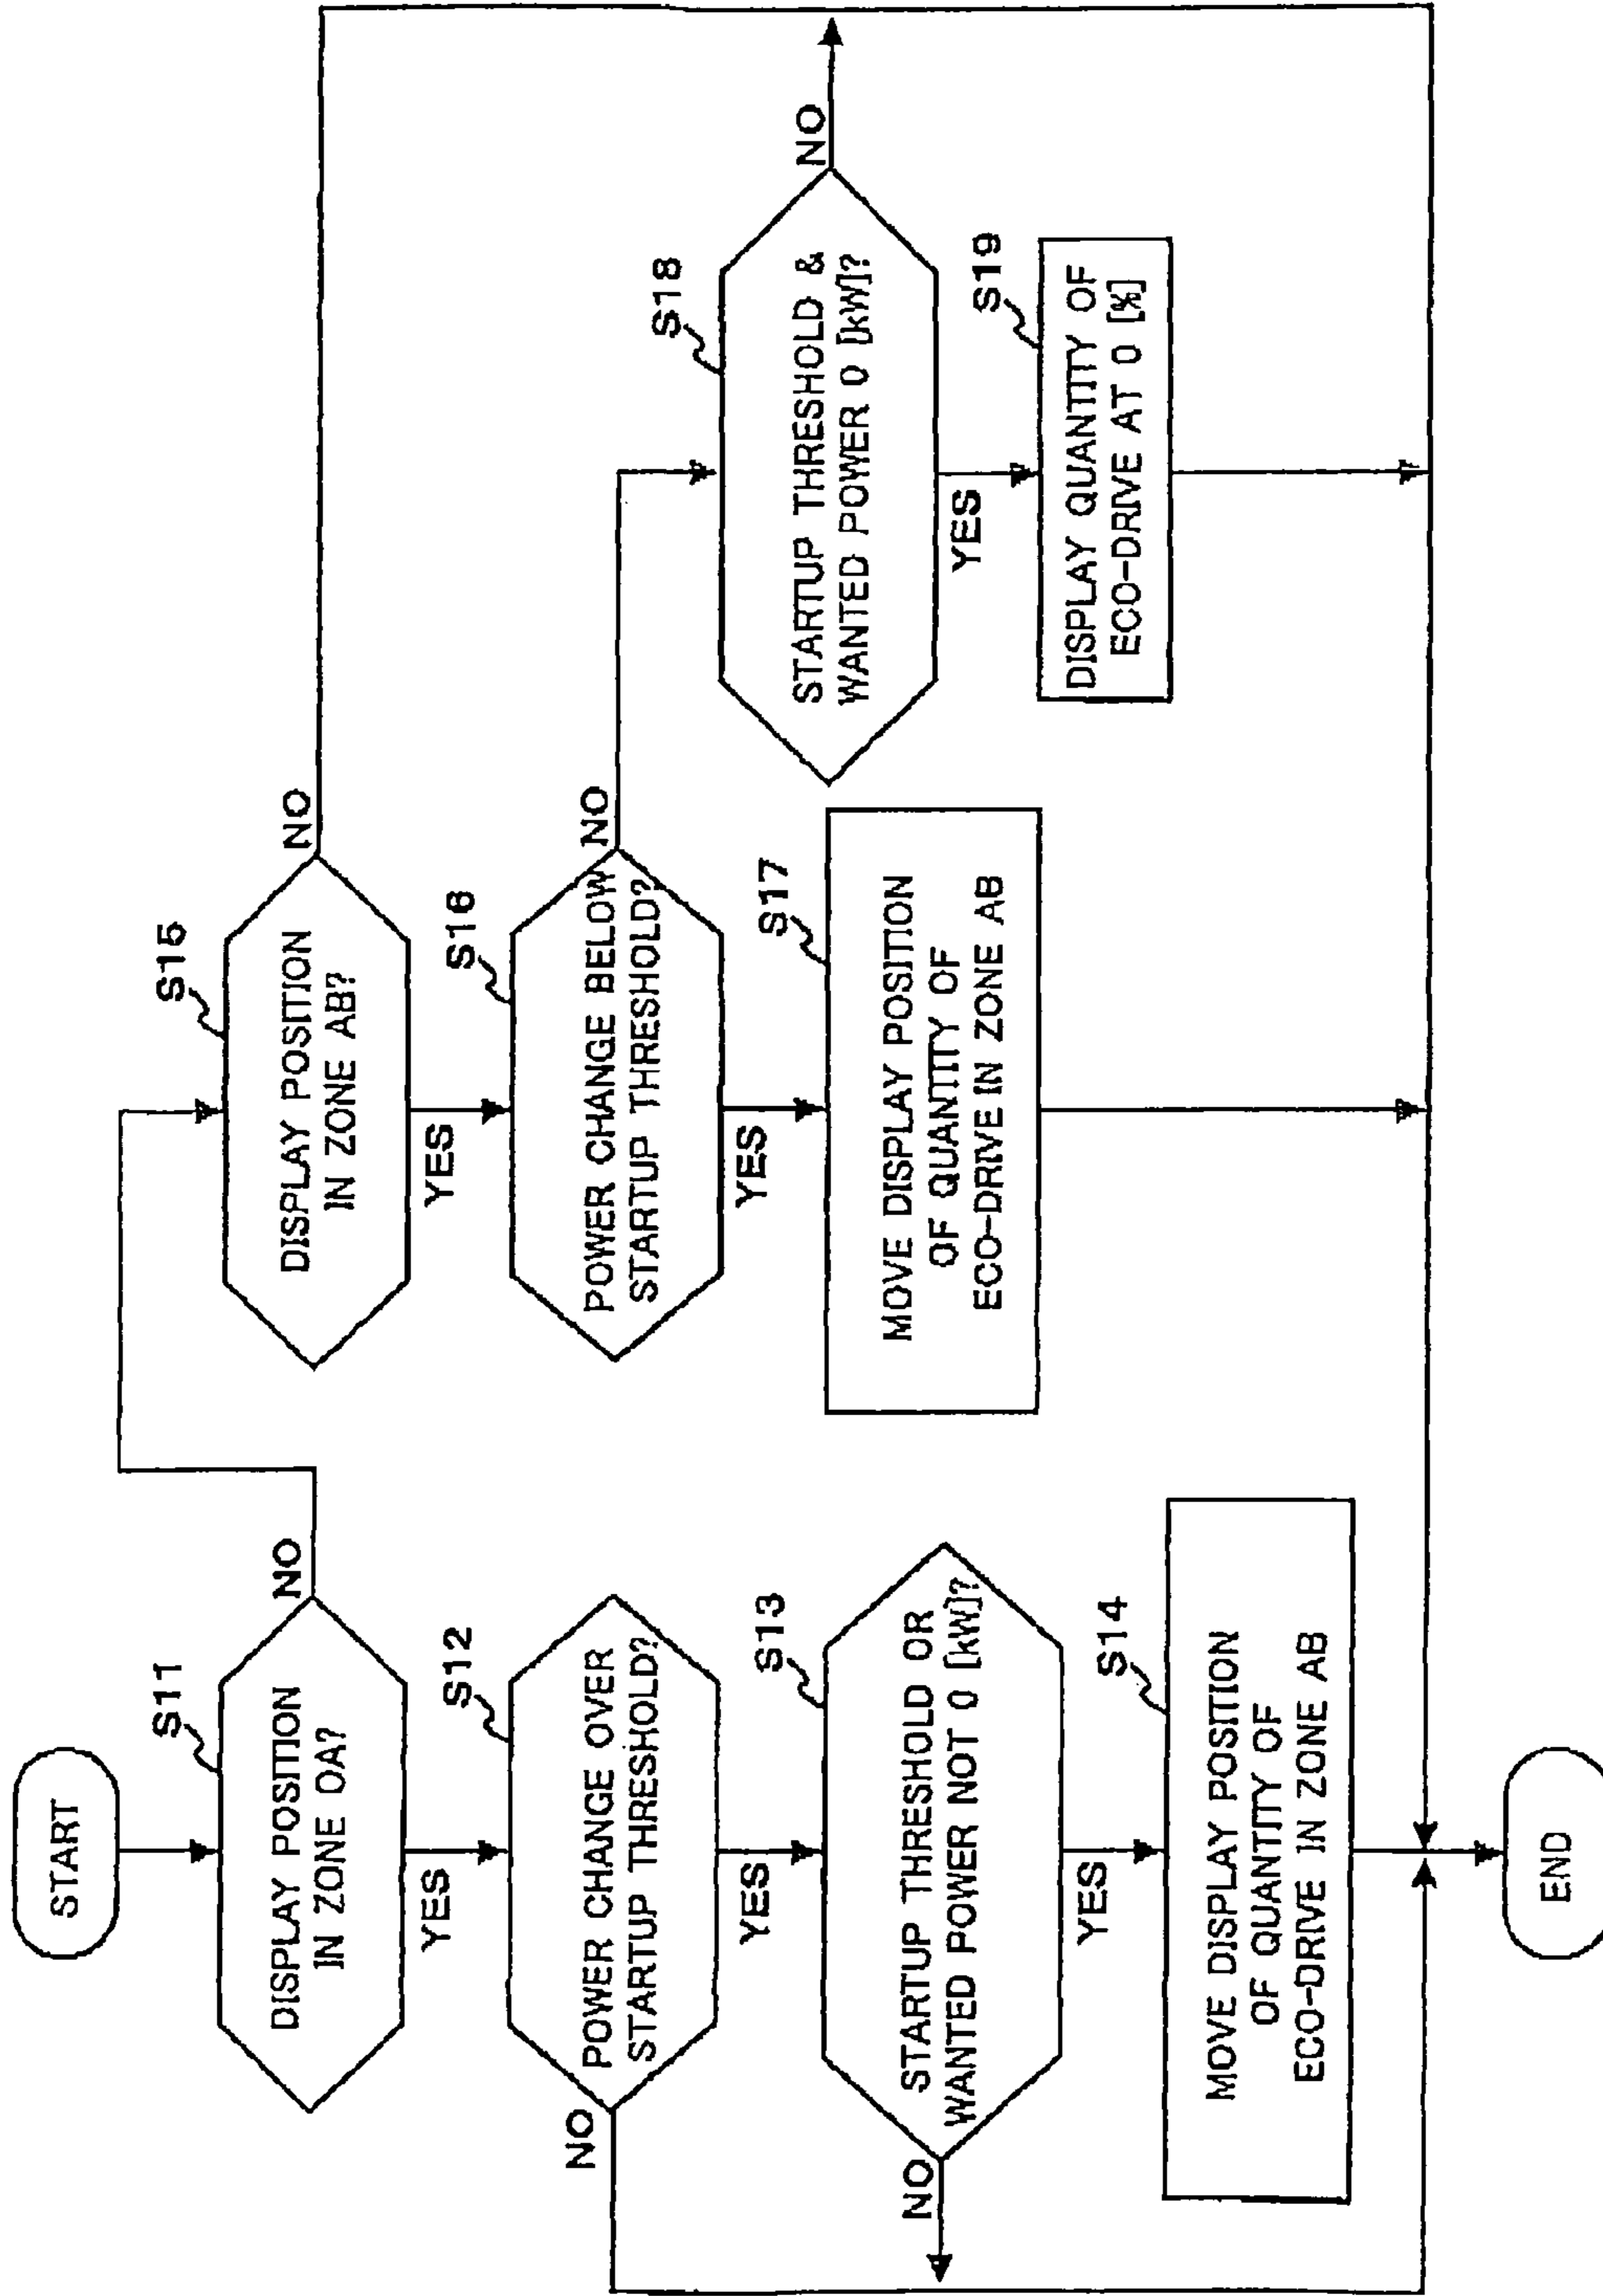 START
S11
DISPLAY POSITION
IN ZONE OA?
NO
YES
S12
POWER CHANGE OVER
STARTUP THRESHOLD?
NO
YES
S13
STARTUP THRESHOLD OR
WANTED POWER NOT 0 [kW]?
NO
YES
S14
MOVE DISPLAY POSITION
OF QUANTITY OF
ECO-DRIVE IN ZONE AB
END
S15
DISPLAY POSITION
IN ZONE AB?
NO
YES
S16
POWER CHANGE BELOW
STARTUP THRESHOLD?
NO
YES
S17
MOVE DISPLAY POSITION
OF QUANTITY OF
ECO-DRIVE IN ZONE AB
S18
STARTUP THRESHOLD &
WANTED POWER 0 [kW]?
NO
YES
S19
DISPLAY QUANTITY OF
ECO-DRIVE AT 0 [%]